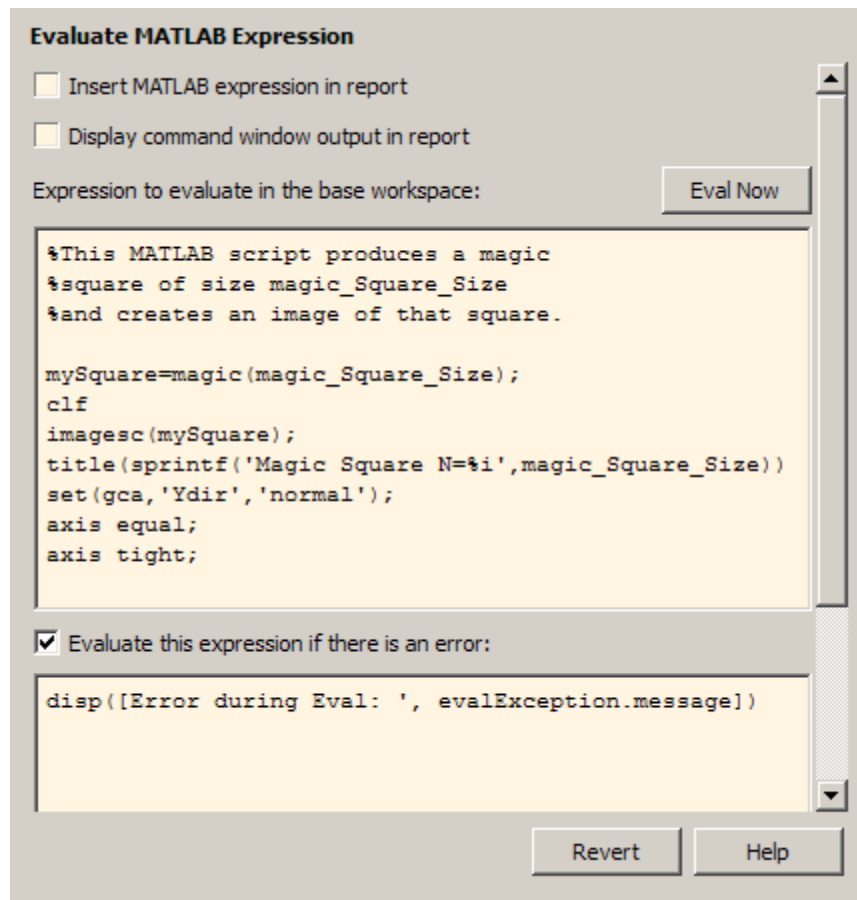 Evaluate MATLAB Expression
Insert MATLAB expression in report
Display command window output in report
Expression to evaluate in the base workspace:
Eval Now
%This MATLAB script produces a magic
%square of size magic_Square_Size
%and creates an image of that square.
mySquare=magic(magic_Square_Size);
clf
imagesc(mySquare);
title(sprintf('Magic Square N=%i',magic_Square_Size))
set(gca,'Ydir','normal');
axis equal;
axis tight;
Evaluate this expression if there is an error:
disp([Error during Eval: ', evalException.message])
Revert
Help